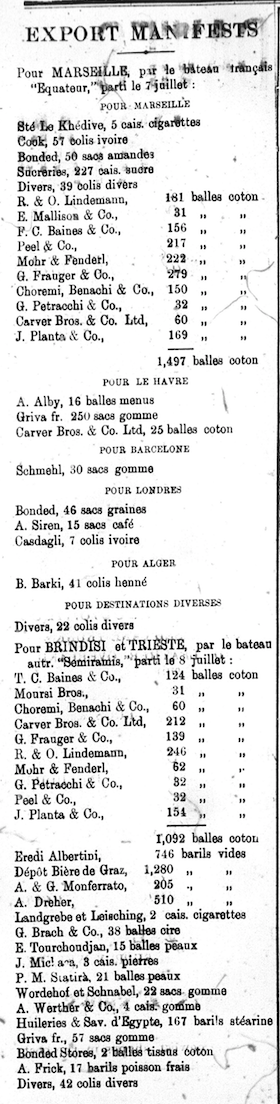 EXPORT MANIFESTS
Pour MARSEILLE, par le bateau français
"Equateur," parti le 7 juillet :
POUR MARSEILLE
Sté Le Khédive, 5 cais. cigarettes
Cook, 57 colis ivoire
Bonded, 50 sacs amandes
Sucreries, 227 cais. sucre
Divers, 39 colis divers
R. & O. Lindemann, 181 balles coton
E. Mallison & Co., 31 „ „
F. C. Baines & Co., 156 „ „
Peel & Co., 217 „ „
Mohr & Fenderl, 222 „ „
G. Frauger & Co., 279 „ „
Choremi, Benachi & Co., 150 „ „
G. Petracchi & Co., 32 „ „
Carver Bros. & Co. Ltd, 60 „ „
J. Planta & Co., 169 „ „
1,497 balles coton
POUR LE HAVRE
A. Alby, 16 balles menus
Griva fr. 250 sacs gomme
Carver Bros. & Co. Ltd, 25 balles coton
POUR BARCELONE
Schmehl, 30 sacs gomme
POUR LONDRES
Bonded, 46 sacs graines
A. Siren, 15 sacs café
Casdagli, 7 colis ivoire
POUR ALGER
B. Barki, 41 colis henné
POUR DESTINATIONS DIVERSES
Divers, 22 colis divers
Pour BRINDISI et TRIESTE, par le bateau
autr. "Semiramis," parti le 8 juillet :
T. C. Baines & Co., 124 balles coton
Moursi Bros., 31 „ „
Choremi, Benachi & Co., 60 „ „
Carver Bros. & Co. Ltd, 212 „ „
G. Frauger & Co., 139 „ „
R. & O. Lindemann, 246 „ „
Mohr & Fenderl, 62 „ „
G. Petracchi & Co., 32 „ „
Peel & Co., 32 „ „
J. Planta & Co., 154 „ „
1,092 balles coton
Eredi Albertini, 746 barils vides
Dépôt Bière de Graz, 1,280 „ „
A. & G. Monferrato, 205 „ „
A. Dreher, 510 „ „
Landgrebe et Leisching, 2 cais. cigarettes
G. Brach & Co., 38 balles cire
E. Tourchoudjan, 15 balles peaux
J. 3 cais. pierres
P. M. 21 balles peaux
Wordehof et Schnabel, 22 sacs gomme
A. Werther & Co., 4 cais. gomme
Huileries & Sav. d'Egypte, 167 barils stéarine
Griva fr., 57 sacs gomme
Bonded Stores, 2 balles tissus coton
A. Frick, 17 barils poisson frais
Divers, 42 colis divers